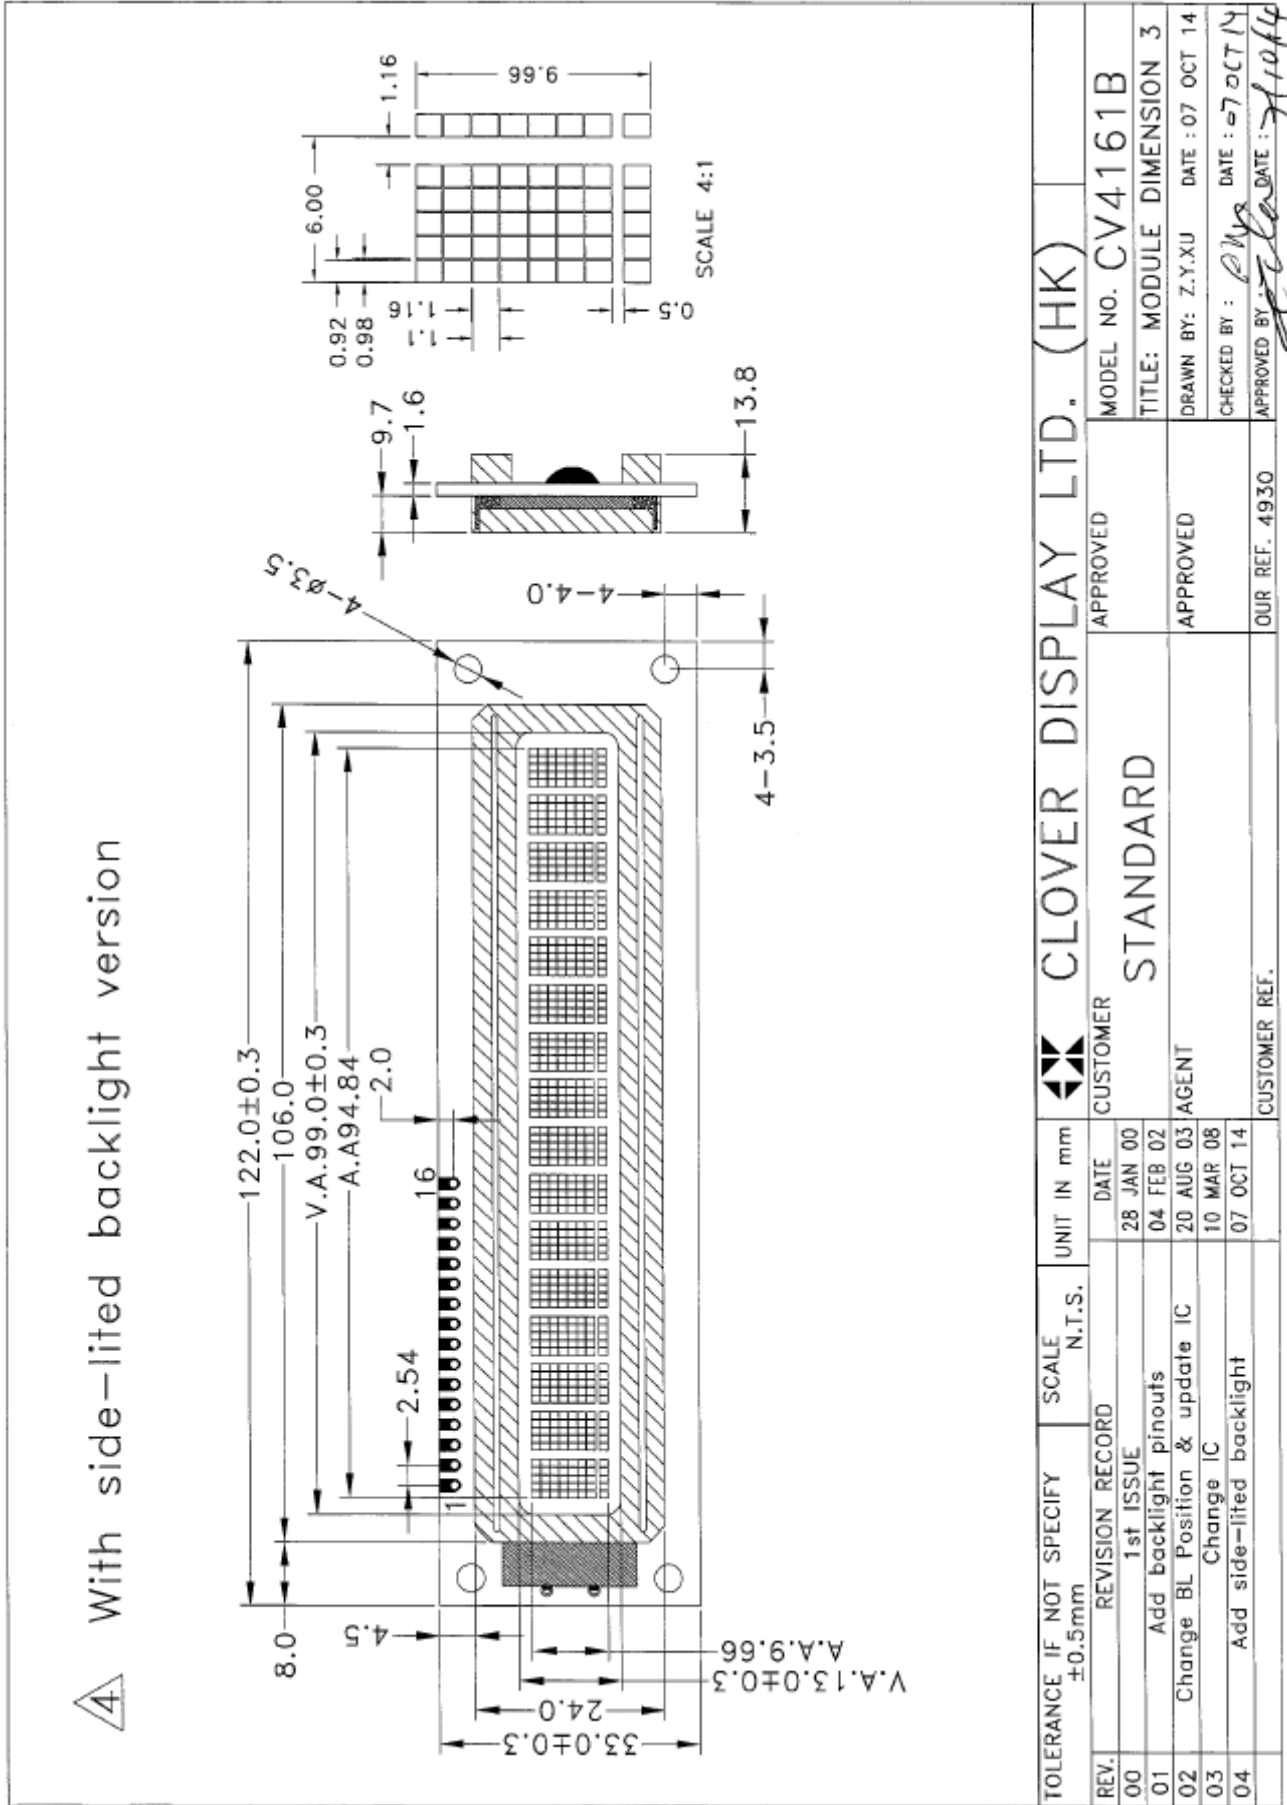 4 With side-lited backlight version
122.0±0.3
106.0
8.0
V.A.99.0±0.3
A.A94.84
2.0
2.54
1
16
4.5
A.A.9.66
V.A.13.0±0.3
24.0
33.0±0.3
4-ø3.5
4-4.0
4-3.5
9.7
1.6
13.8
0.92
0.98
6.00
1.16
1.16
1.1
0.5
9.66
SCALE 4:1
TOLERANCE IF NOT SPECIFY
±0.5mm
SCALE
N.T.S.
UNIT IN mm
CLOVER DISPLAY LTD. (HK)
REV. REVISION RECORD DATE
00 1st ISSUE 28 JAN 00
01 Add backlight pinouts 04 FEB 02
02 Change BL Position & update IC 20 AUG 03
03 Change IC 10 MAR 08
04 Add side-lited backlight 07 OCT 14
CUSTOMER
STANDARD
AGENT
CUSTOMER REF.
APPROVED
APPROVED
OUR REF. 4930
MODEL NO. CV4161B
TITLE: MODULE DIMENSION 3
DRAWN BY: Z.Y.XU DATE : 07 OCT 14
CHECKED BY : DATE : 07 OCT 14
APPROVED BY : DATE :